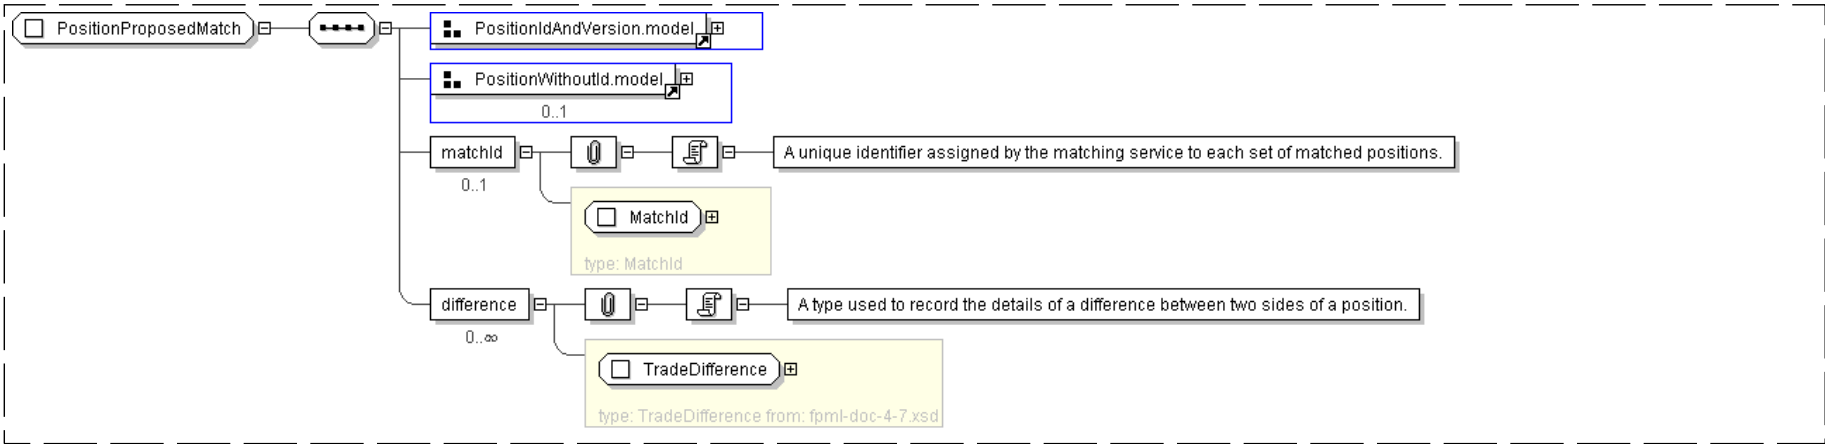 PositionProposedMatch
PositionIdAndVersion.model
PositionWithoutId.model
0..1
matchId
A unique identifier assigned by the matching service to each set of matched positions.
0..1
MatchId
type: MatchId
difference
A type used to record the details of a difference between two sides of a position.
0..∞
TradeDifference
type: TradeDifference from: fpml-doc-4-7.xsd